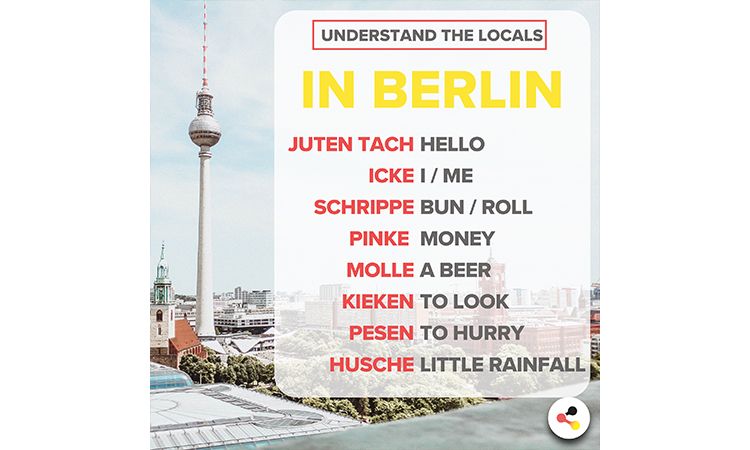 UNDERSTAND THE LOCALS
IN BERLIN
JUTEN TACH HELLO
ICKE I / ME
SCHRIPPE BUN / ROLL
PINKE MONEY
MOLLE A BEER
KIEKEN TO LOOK
PESEN TO HURRY
HUSCHE LITTLE RAINFALL